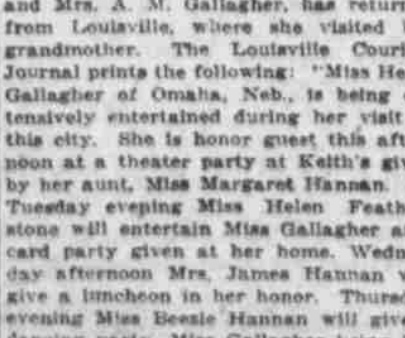 and Mrs. A. M. Gallagher, has return
from Louisville, where she visited
grandmother. The Louisville Couri
Journal prints the following: "Miss He
Gallagher of Omaha, Neb., is being
tensively entertained during her visit
this city. She is honor guest this aft
noon at a theater party at Keith's giv
by her aunt, Miss Margaret Hannan.
Tuesday evening Miss Helen Feath
stone will entertain Miss Gallagher a
card party given at her home. Wedn
day afternoon Mrs. James Hannan
give a luncheon in her honor. Thursd
evening Miss Bessie Hannan will give